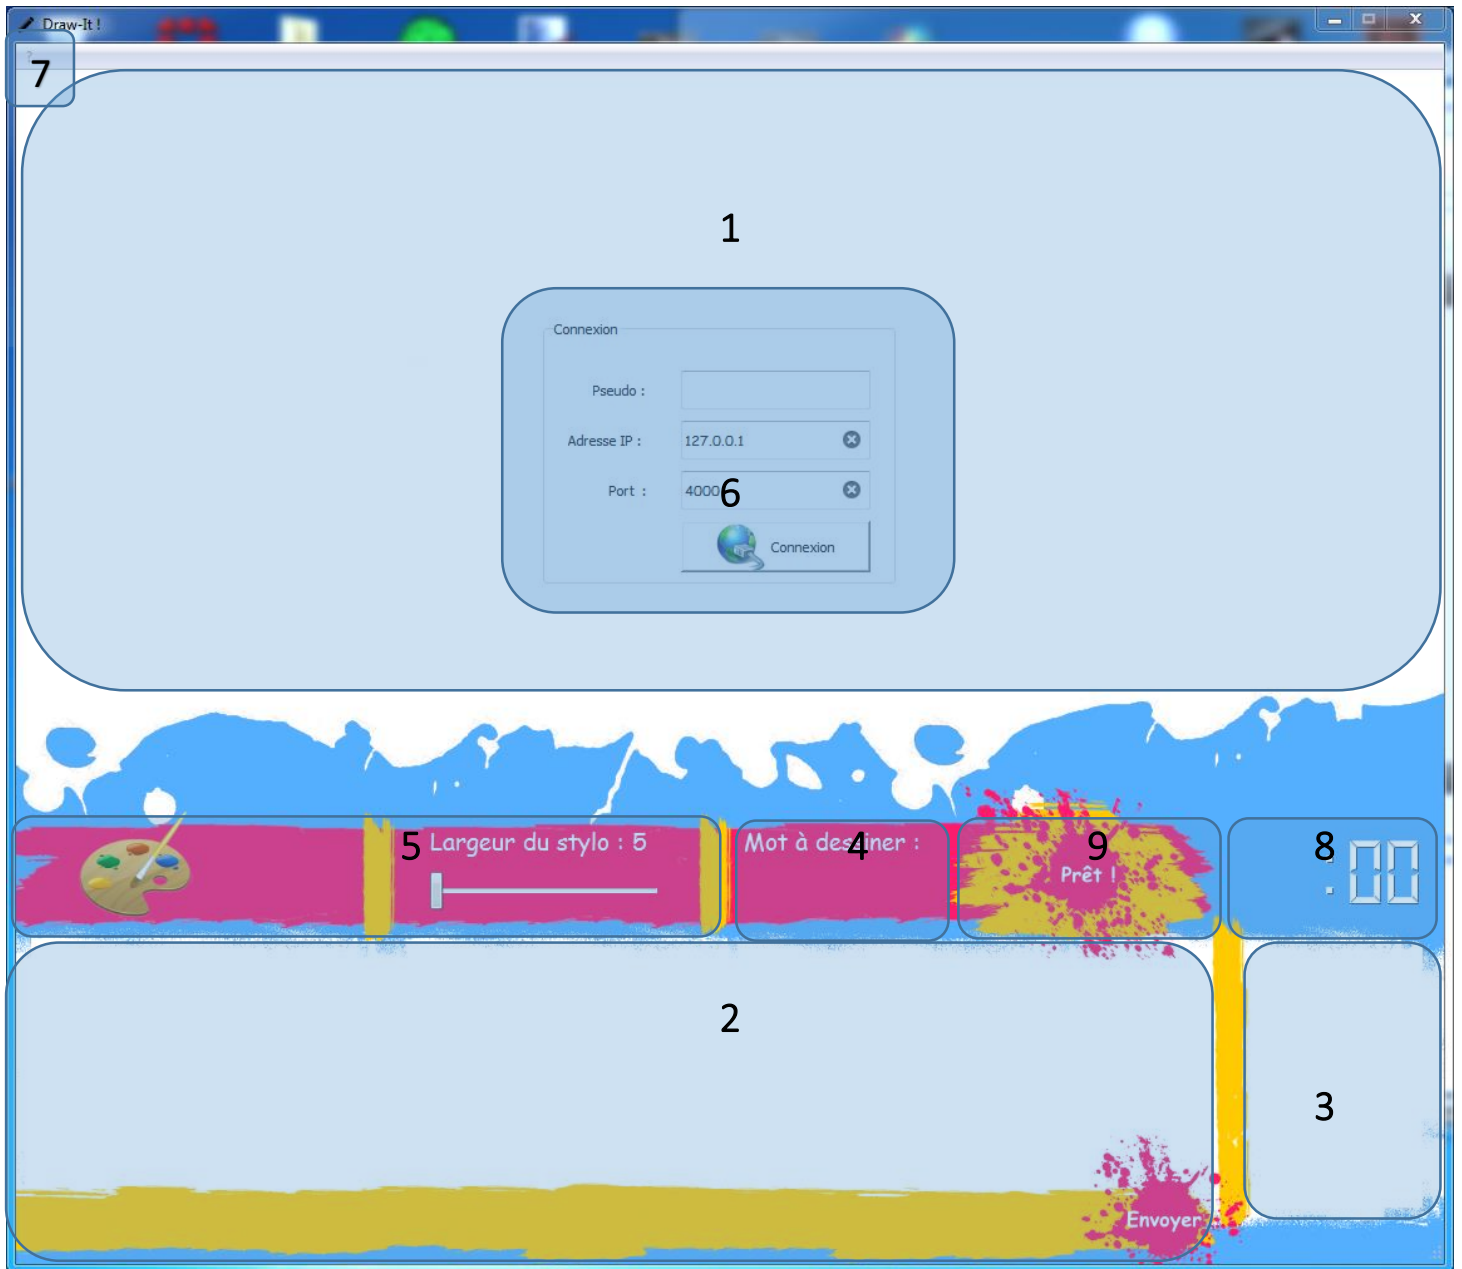 Draw-It !
?
7
1
Connexion
Pseudo :
Adresse IP : 127.0.0.1
Port : 4000
6
Connexion
5
Largeur du stylo : 5
Mot à dessiner :
4
9
Prêt !
8
:00
2
3
Envoyer